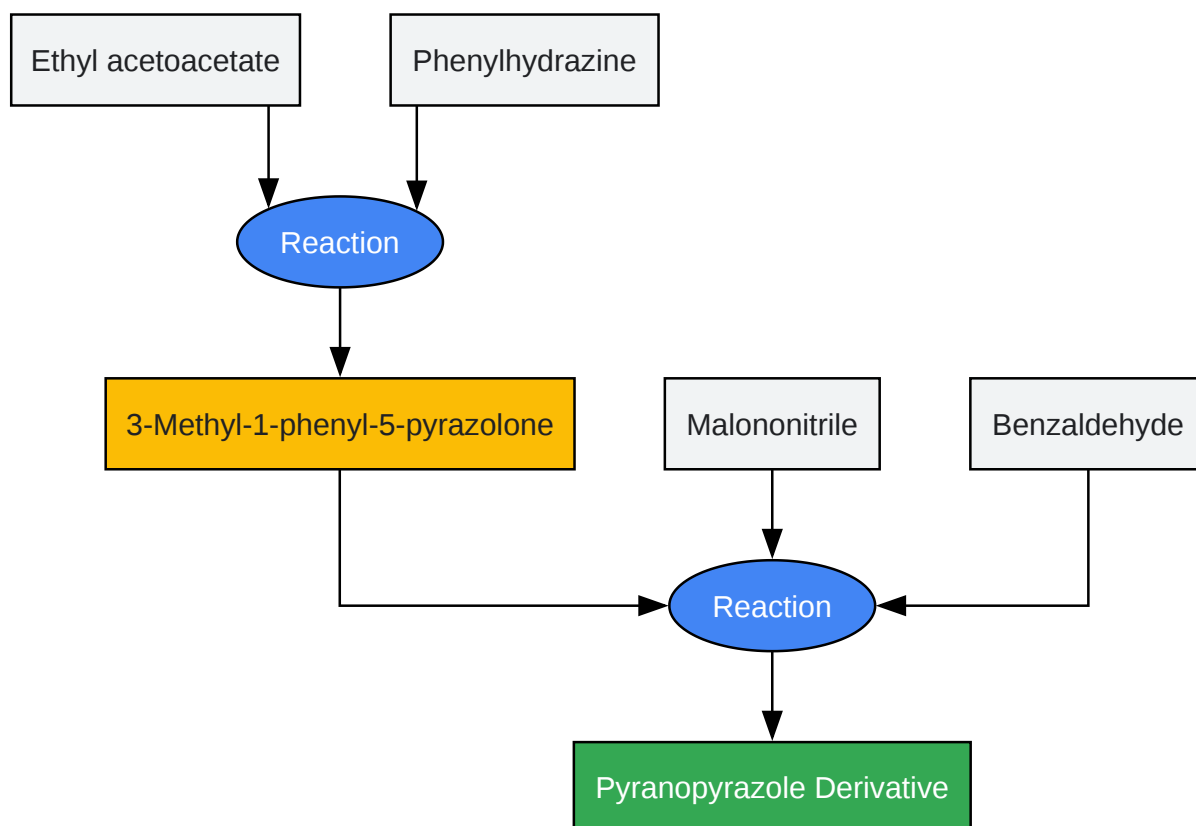 Ethyl acetoacetate
Phenylhydrazine
Reaction
3-Methyl-1-phenyl-5-pyrazolone
Malononitrile
Benzaldehyde
Reaction
Pyranopyrazole Derivative